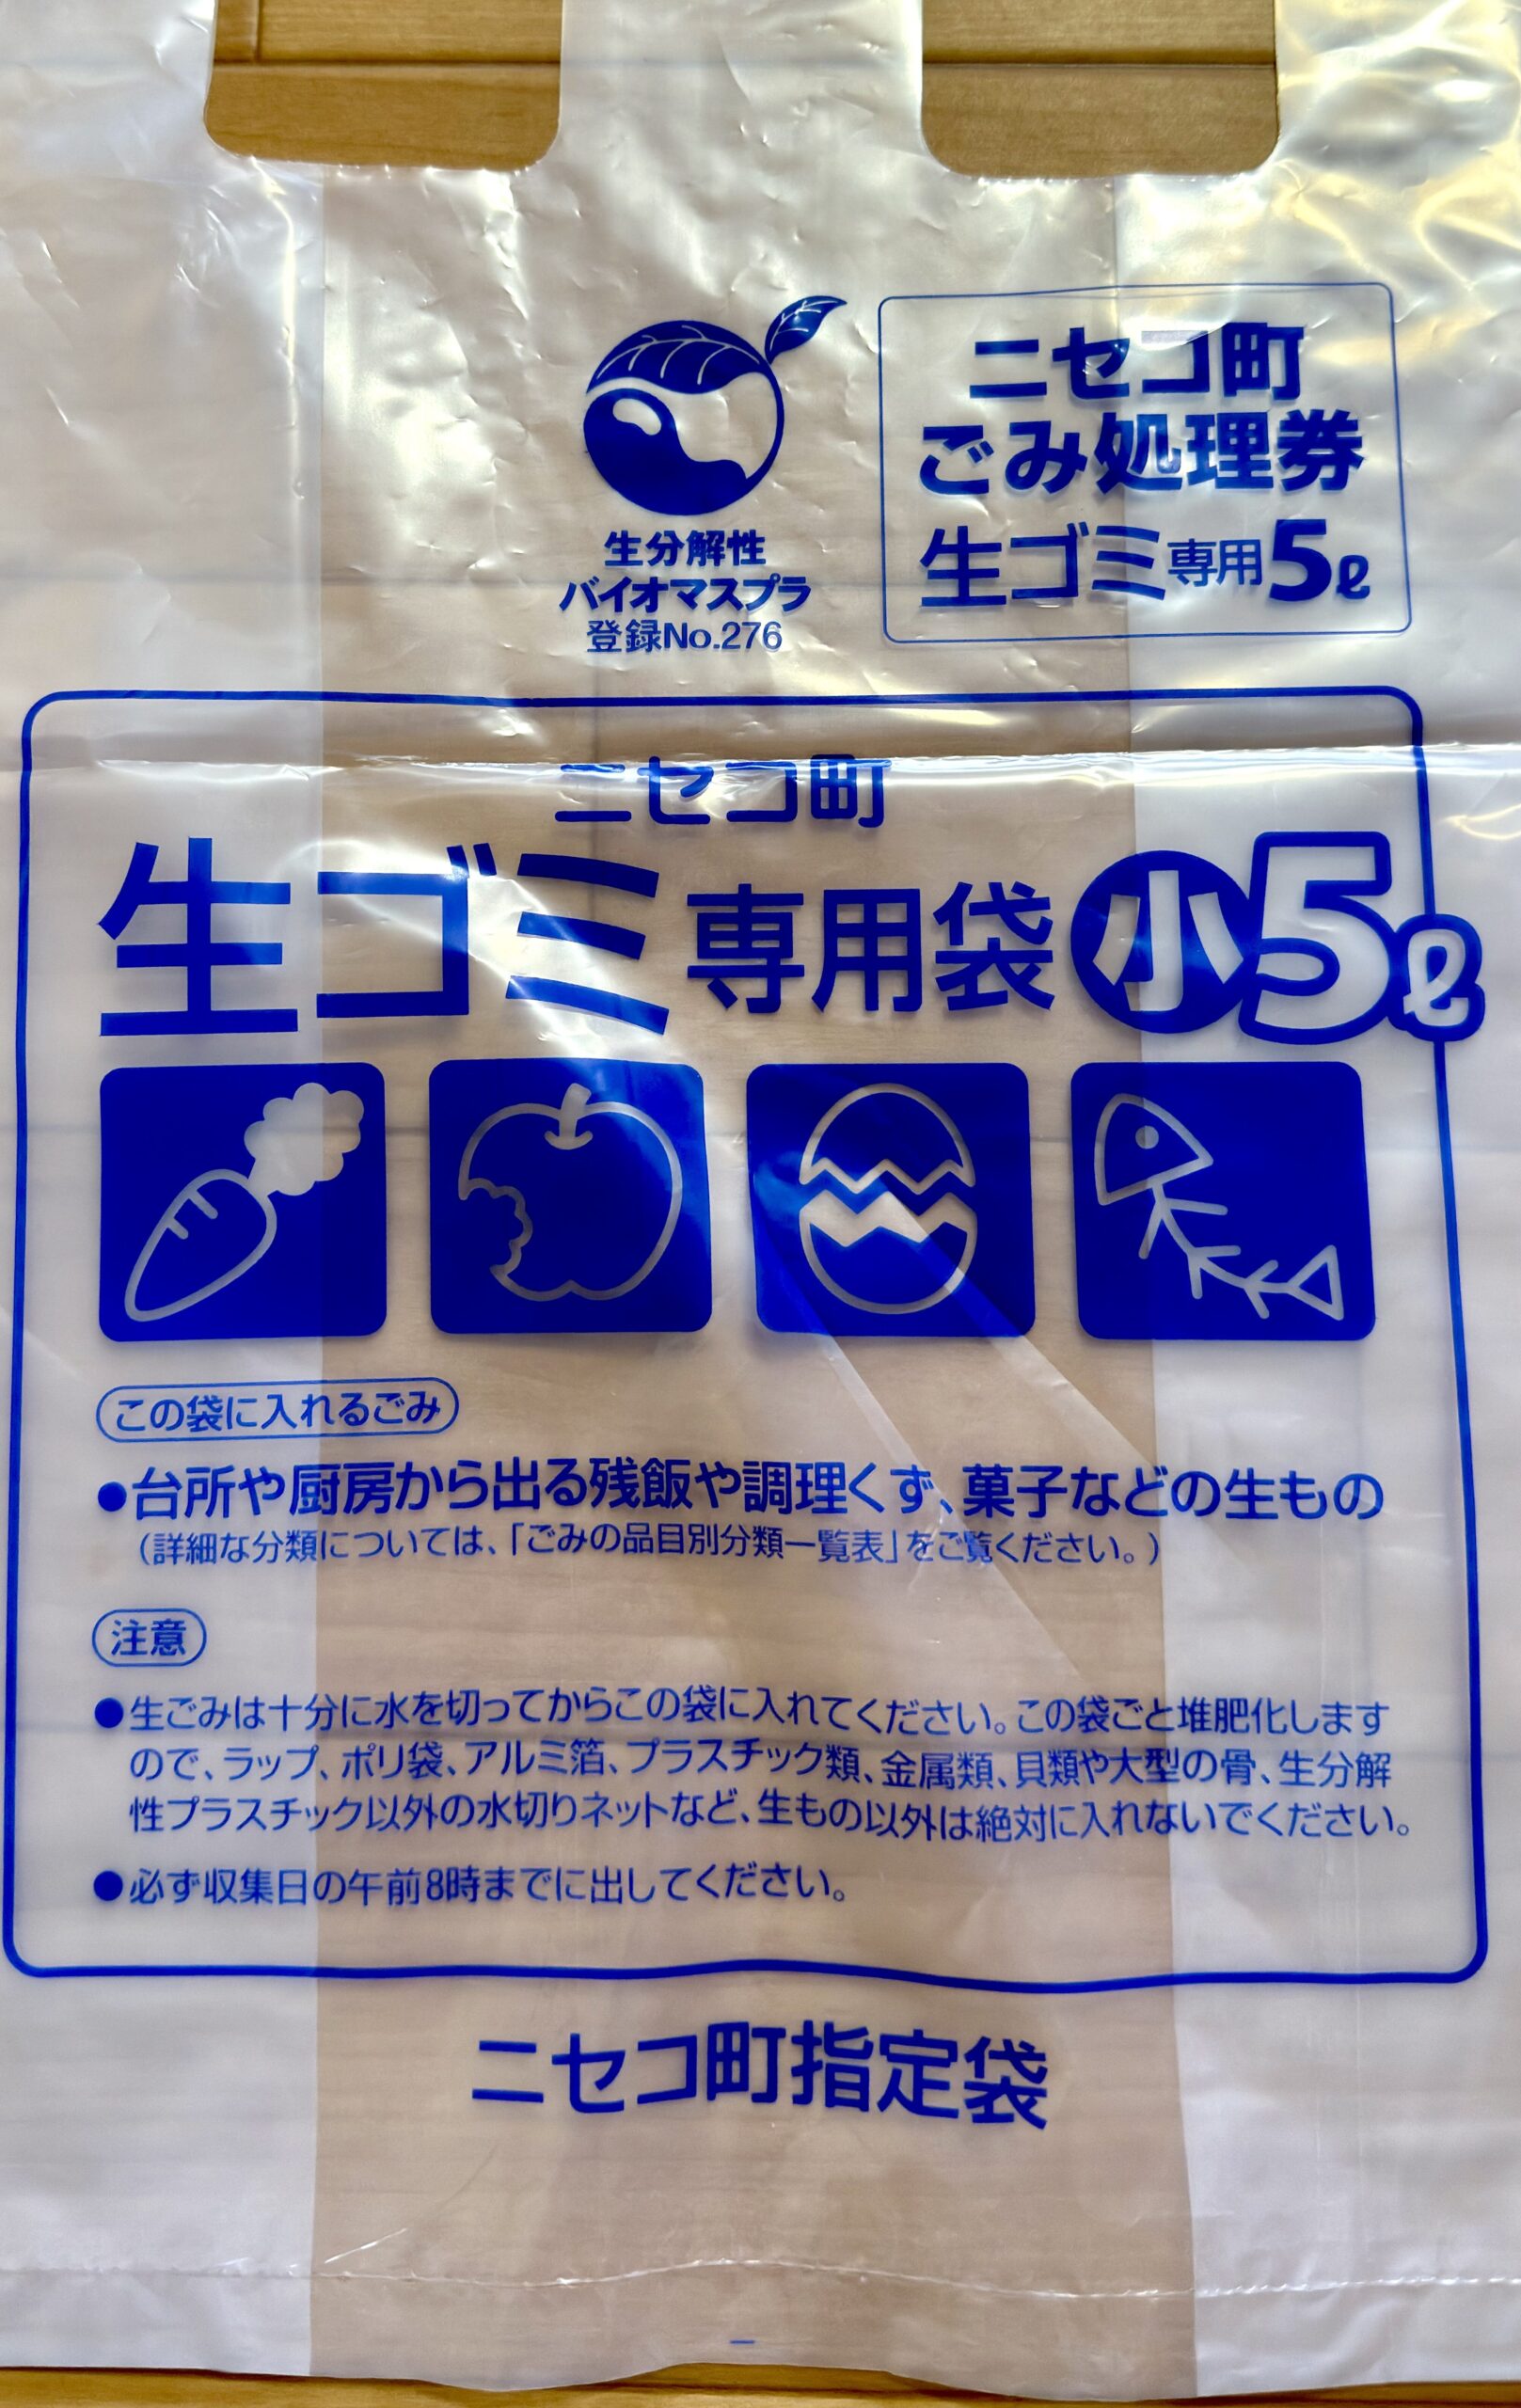 生分解性
バイオマスプラ
登録No.276
ニセコ町
ごみ処理券
生ゴミ専用5ℓ
ニセコ町
生ゴミ専用袋 小 5ℓ
この袋に入れるごみ
●台所や厨房から出る残飯や調理くず、菓子などの生もの
(詳細な分類については、「ごみの品目別分類一覧表」をご覧ください。)
注意
●生ごみは十分に水を切ってからこの袋に入れてください。この袋ごと堆肥化します
ので、ラップ、ポリ袋、アルミ箔、プラスチック類、金属類、貝類や大型の骨、生分解
性プラスチック以外の水切りネットなど、生もの以外は絶対に入れないでください。
●必ず収集日の午前8時までに出してください。
ニセコ町指定袋